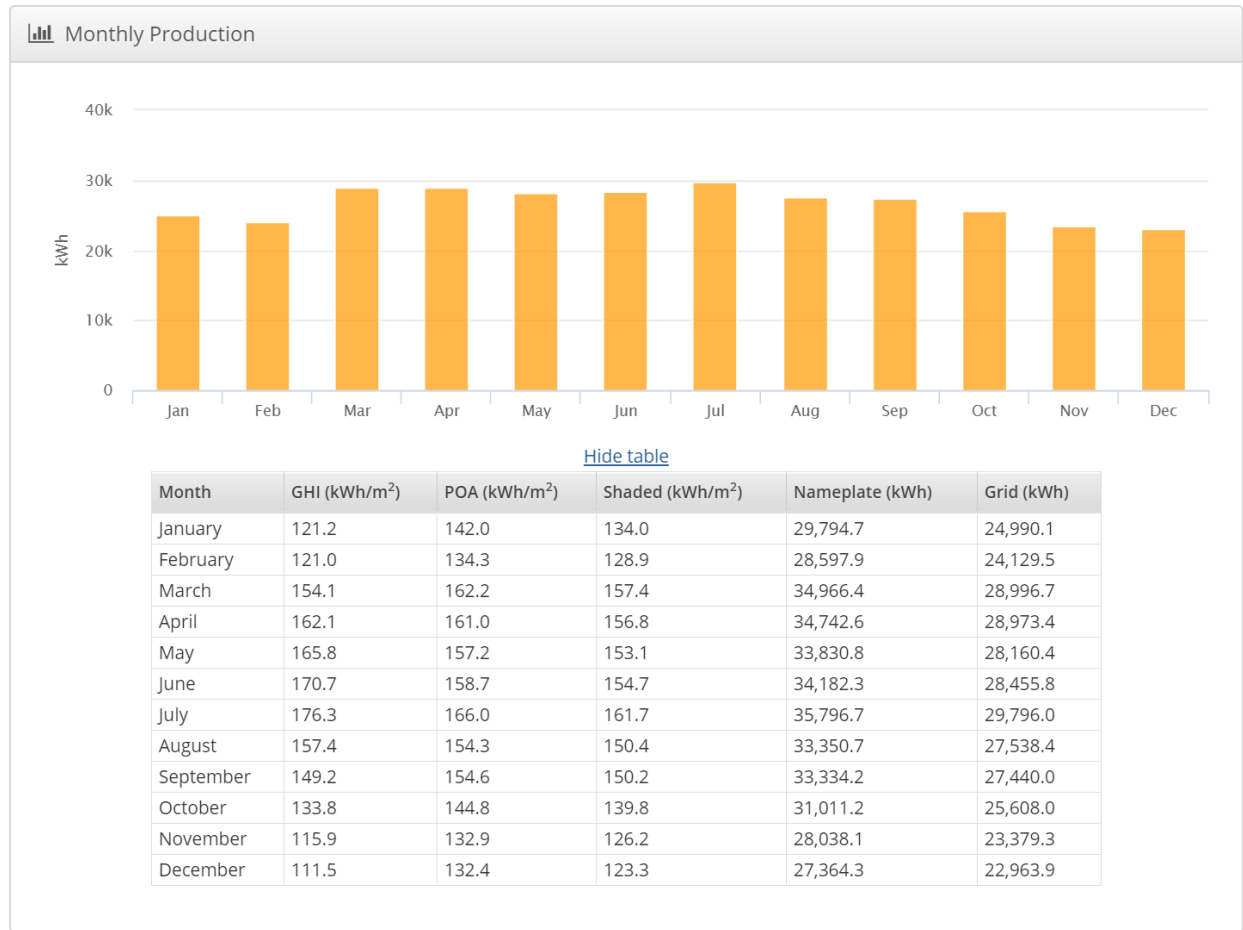 Monthly Production
40k
30k
20k
10k
0
kWh
Jan Feb Mar Apr May Jun Jul Aug Sep Oct Nov Dec
Hide table
Month GHI (kWh/m²) POA (kWh/m²) Shaded (kWh/m²) Nameplate (kWh) Grid (kWh)
January 121.2 142.0 134.0 29,794.7 24,990.1
February 121.0 134.3 128.9 28,597.9 24,129.5
March 154.1 162.2 157.4 34,966.4 28,996.7
April 162.1 161.0 156.8 34,742.6 28,973.4
May 165.8 157.2 153.1 33,830.8 28,160.4
June 170.7 158.7 154.7 34,182.3 28,455.8
July 176.3 166.0 161.7 35,796.7 29,796.0
August 157.4 154.3 150.4 33,350.7 27,538.4
September 149.2 154.6 150.2 33,334.2 27,440.0
October 133.8 144.8 139.8 31,011.2 25,608.0
November 115.9 132.9 126.2 28,038.1 23,379.3
December 111.5 132.4 123.3 27,364.3 22,963.9